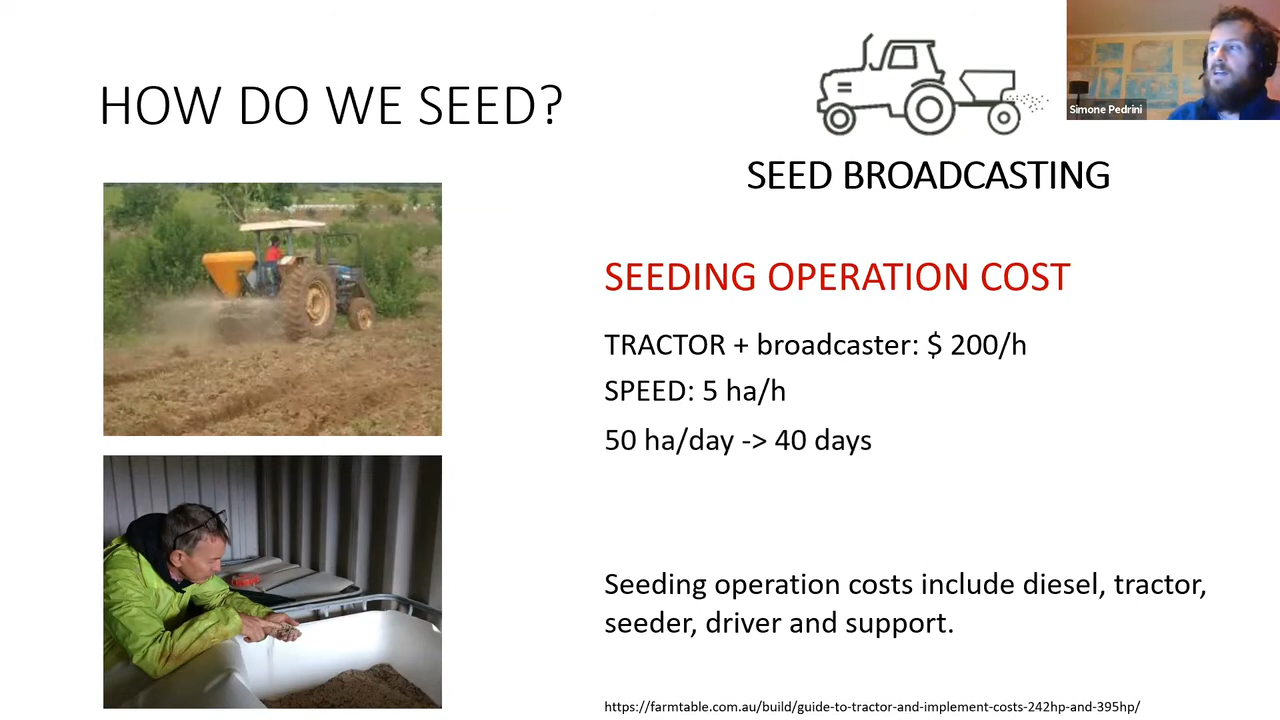 HOW DO WE SEED?
Simone Pedrini
SEED BROADCASTING
SEEDING OPERATION COST
TRACTOR + broadcaster: $ 200/h
SPEED: 5 ha/h
50 ha/day -> 40 days
Seeding operation costs include diesel, tractor,
seeder, driver and support.
https://farmtable.com.au/build/guide-to-tractor-and-implement-costs-242hp-and-395hp/